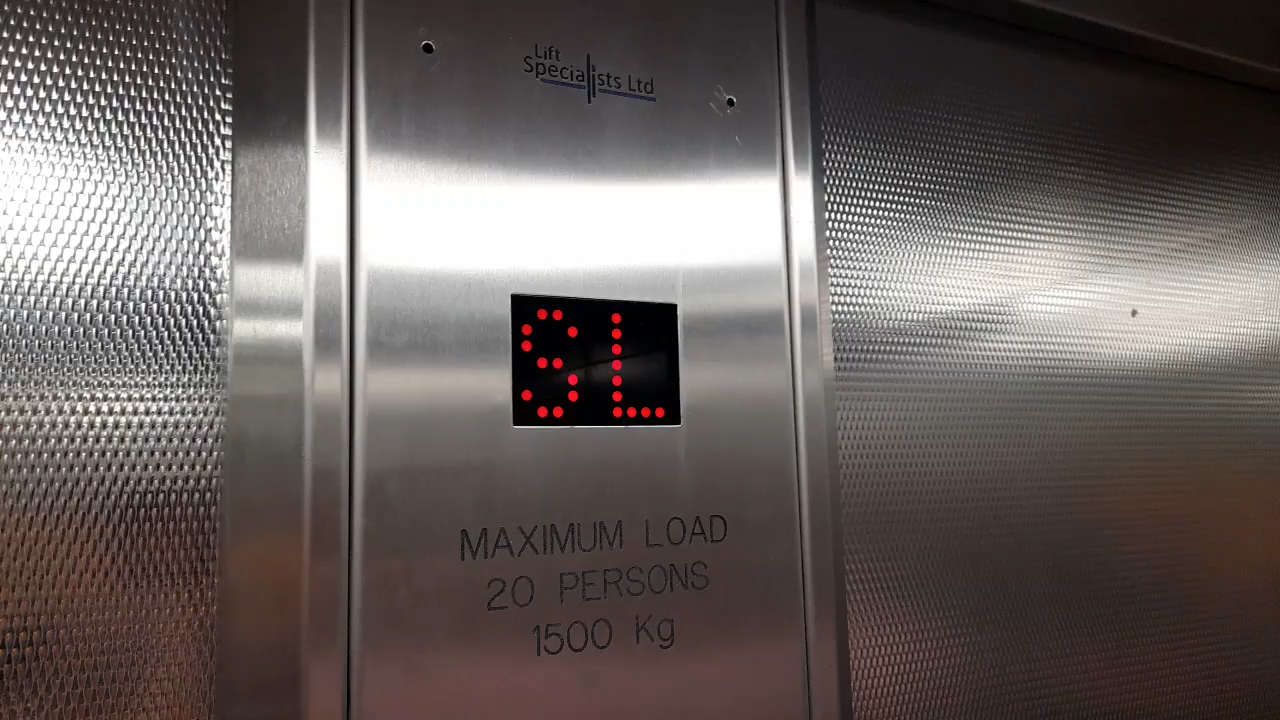 Lift
Specialists Ltd
SL
MAXIMUM LOAD
20 PERSONS
1500 Kg